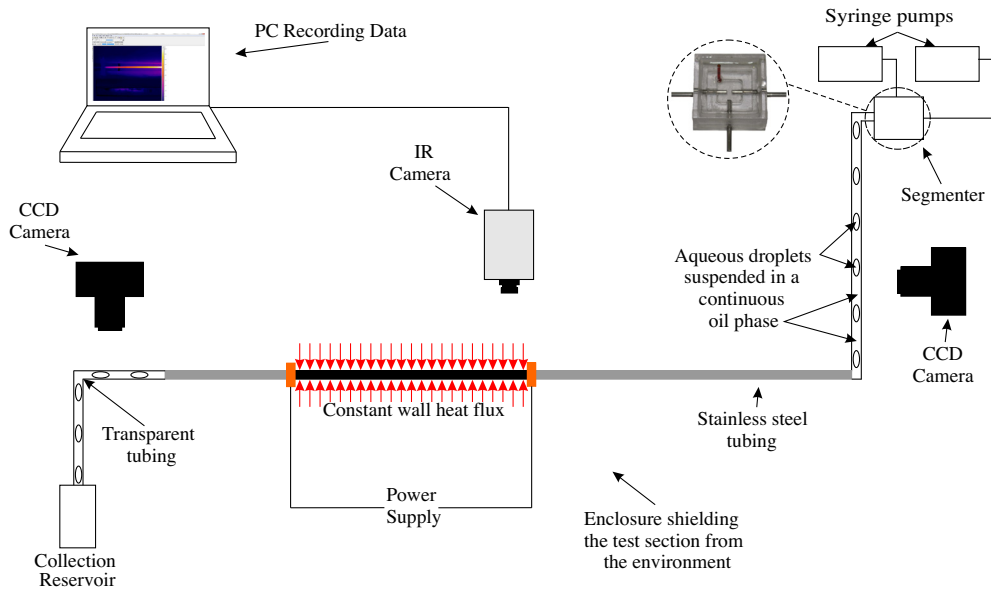 PC Recording Data
Syringe pumps
IR
Camera
Segmenter
CCD
Camera
Aqueous droplets
suspended in a
continuous
oil phase
CCD
Camera
Constant wall heat flux
Transparent
tubing
Stainless steel
tubing
Power
Supply
Enclosure shielding
the test section from
the environment
Collection
Reservoir